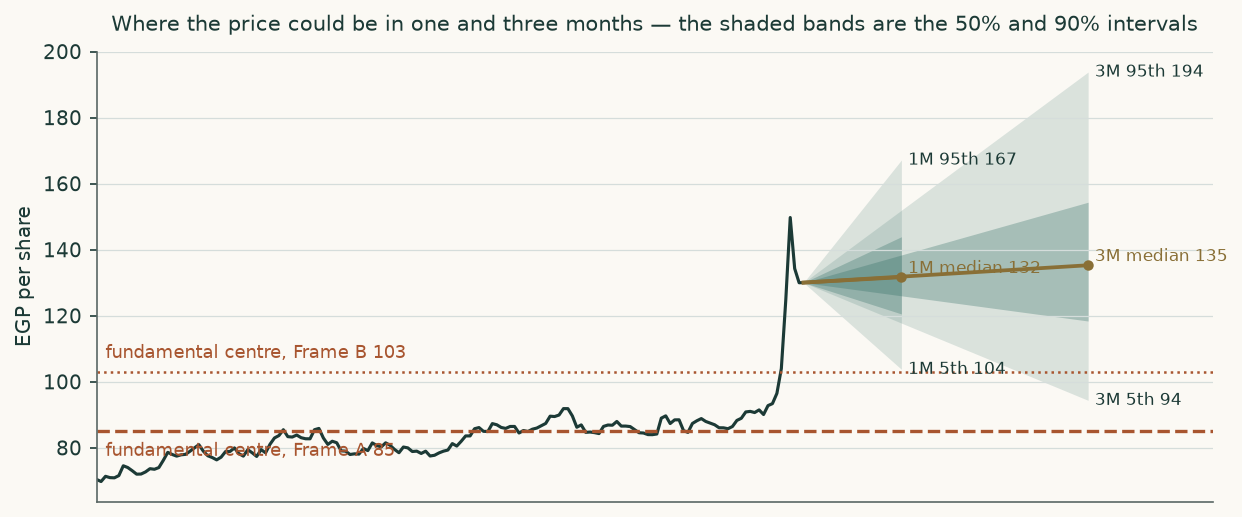 Where the price could be in one and three months — the shaded bands are the 50% and 90% intervals
EGP per share
200
180
160
140
120
100
80
3M 95th 194
1M 95th 167
3M median 135
1M median 132
fundamental centre, Frame B 103
1M 5th 104
3M 5th 94
fundamental centre, Frame A 85